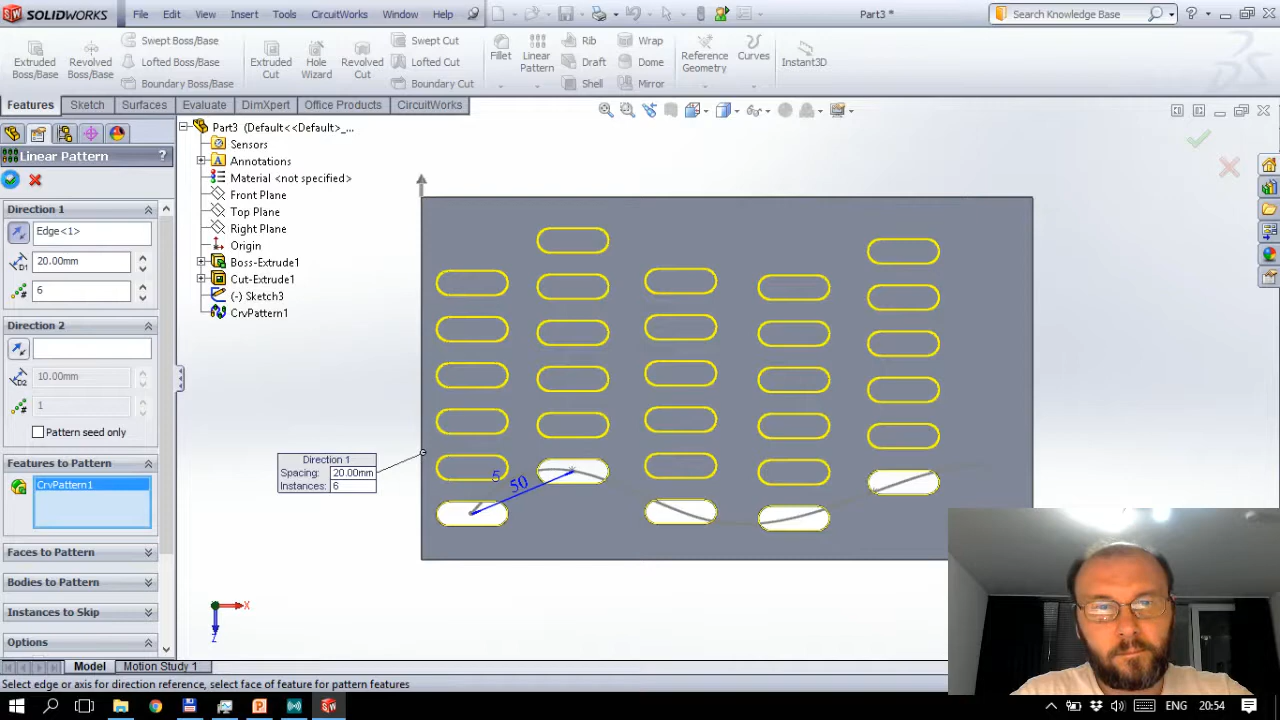 SOLIDWORKS File Edit View Insert Tools CircuitWorks Window Help Part3 * Search Knowledge Base
Extruded Boss/Base Revolved Boss/Base Swept Boss/Base Lofted Boss/Base Boundary Boss/Base Extruded Cut Hole Wizard Revolved Cut Swept Cut Lofted Cut Boundary Cut Fillet Linear Pattern Rib Draft Shell Wrap Dome Mirror Reference Geometry Curves Instant3D
Features Sketch Surfaces Evaluate DimXpert Office Products CircuitWorks
Linear Pattern ?
Direction 1
Edge<1>
20.00mm
6
Direction 2
10.00mm
1
Pattern seed only
Features to Pattern
CrvPattern1
Faces to Pattern
Bodies to Pattern
Instances to Skip
Options
Part3 (Default<<Default>_...
Sensors
Annotations
Material <not specified>
Front Plane
Top Plane
Right Plane
Origin
Boss-Extrude1
Cut-Extrude1
(-) Sketch3
CrvPattern1
Direction 1
Spacing: 20.00mm
Instances: 6
5
50
X
Z
Model Motion Study 1
Select edge or axis for direction reference, select face of feature for pattern features
ENG 20:54